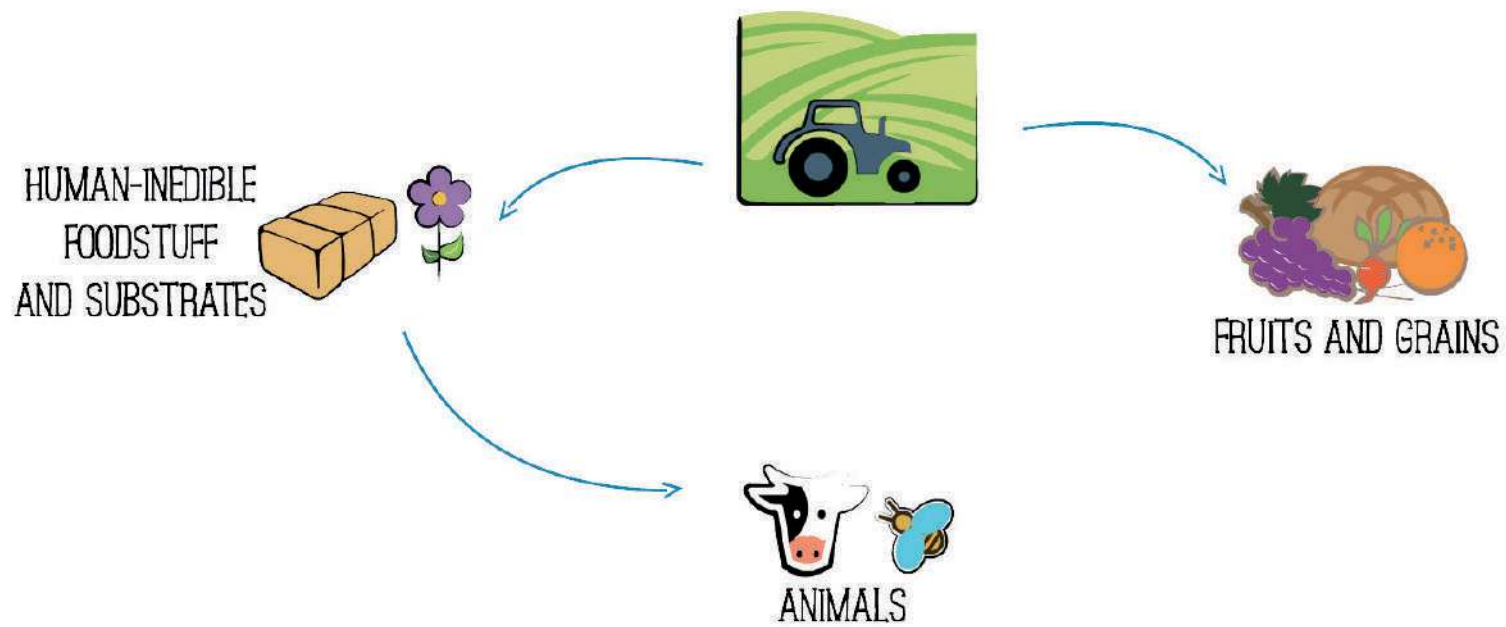 HUMAN-INEDIBLE
FOODSTUFF
AND SUBSTRATES
FRUITS AND GRAINS
ANIMALS